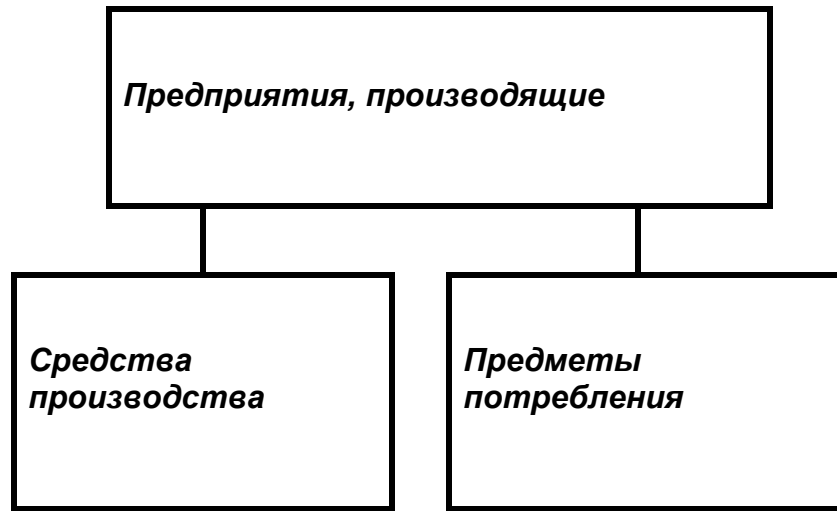 Предприятия, производящие
Средства
производства
Предметы
потребления